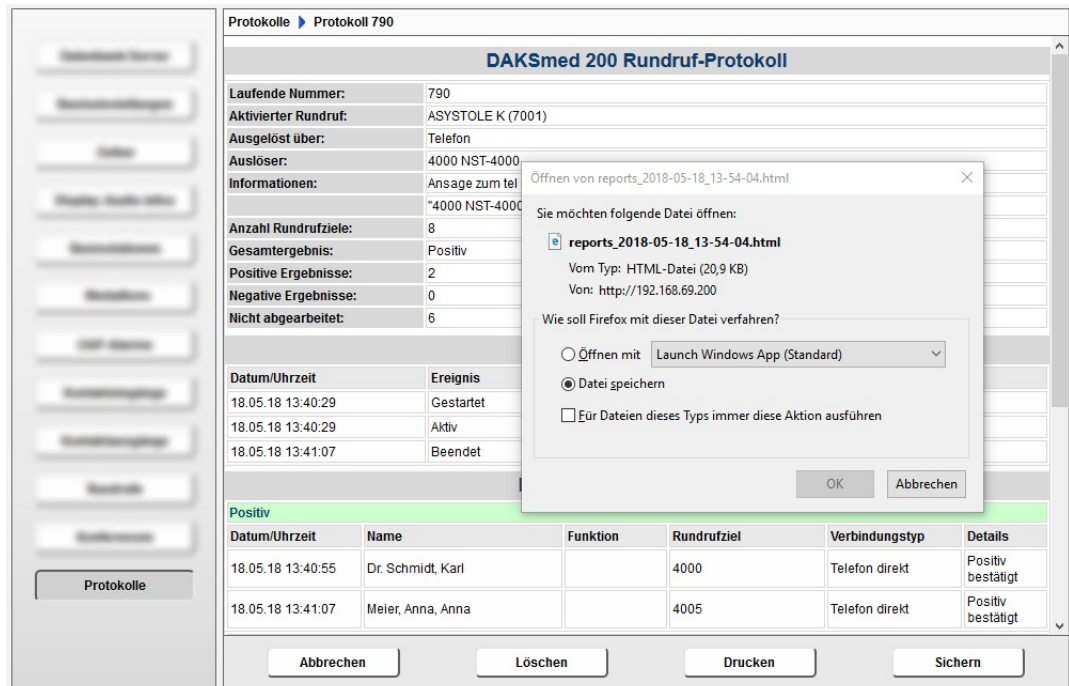 Protokolle Protokoll 790
DAKSmed 200 Rundruf-Protokoll
Laufende Nummer: 790
Aktivierter Rundruf: ASYSTOLE K (7001)
Ausgelöst über: Telefon
Auslöser: 4000 NST-4000
Informationen: Ansage zum tel
"4000 NST-4000
Anzahl Rundrufziele: 8
Gesamtergebnis: Positiv
Positive Ergebnisse: 2
Negative Ergebnisse: 0
Nicht abgearbeitet: 6
Datum/Uhrzeit Ereignis
18.05.18 13:40:29 Gestartet
18.05.18 13:40:29 Aktiv
18.05.18 13:41:07 Beendet
Öffnen von reports_2018-05-18_13-54-04.html
Sie möchten folgende Datei öffnen:
reports_2018-05-18_13-54-04.html
Vom Typ: HTML-Datei (20,9 KB)
Von: http://192.168.69.200
Wie soll Firefox mit dieser Datei verfahren?
Öffnen mit Launch Windows App (Standard)
Datei speichern
Für Dateien dieses Typs immer diese Aktion ausführen
OK Abbrechen
Positiv
Datum/Uhrzeit Name Funktion Rundrufziel Verbindungstyp Details
18.05.18 13:40:55 Dr. Schmidt, Karl 4000 Telefon direkt Positiv bestätigt
18.05.18 13:41:07 Meier, Anna, Anna 4005 Telefon direkt Positiv bestätigt
Protokolle
Abbrechen Löschen Drucken Sichern